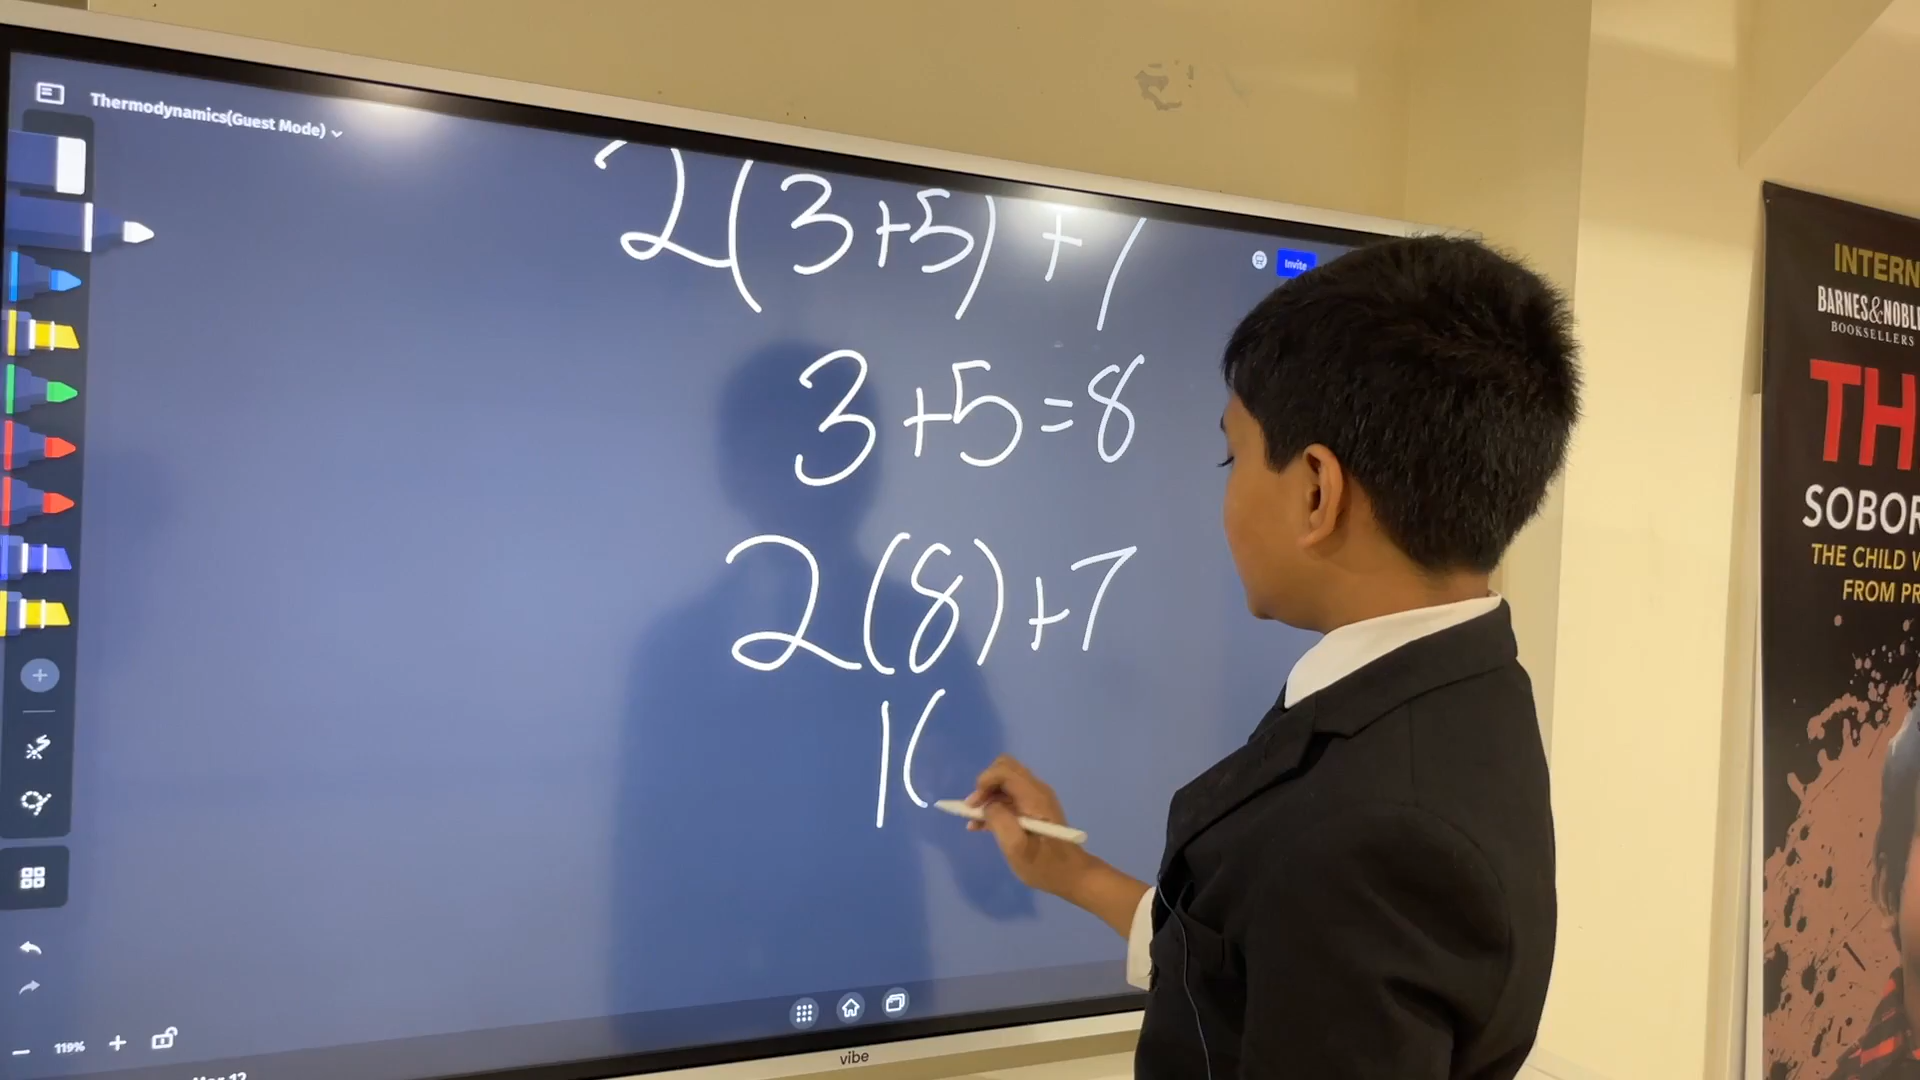 Thermodynamics(Guest Mode)
Invite
2(3+5)+7
3+5=8
2(8)+7
1(
119%
vibe
INTERN
BARNES&NOBLE
BOOKSELLERS
TH
SOBOR
THE CHILD W
FROM PR